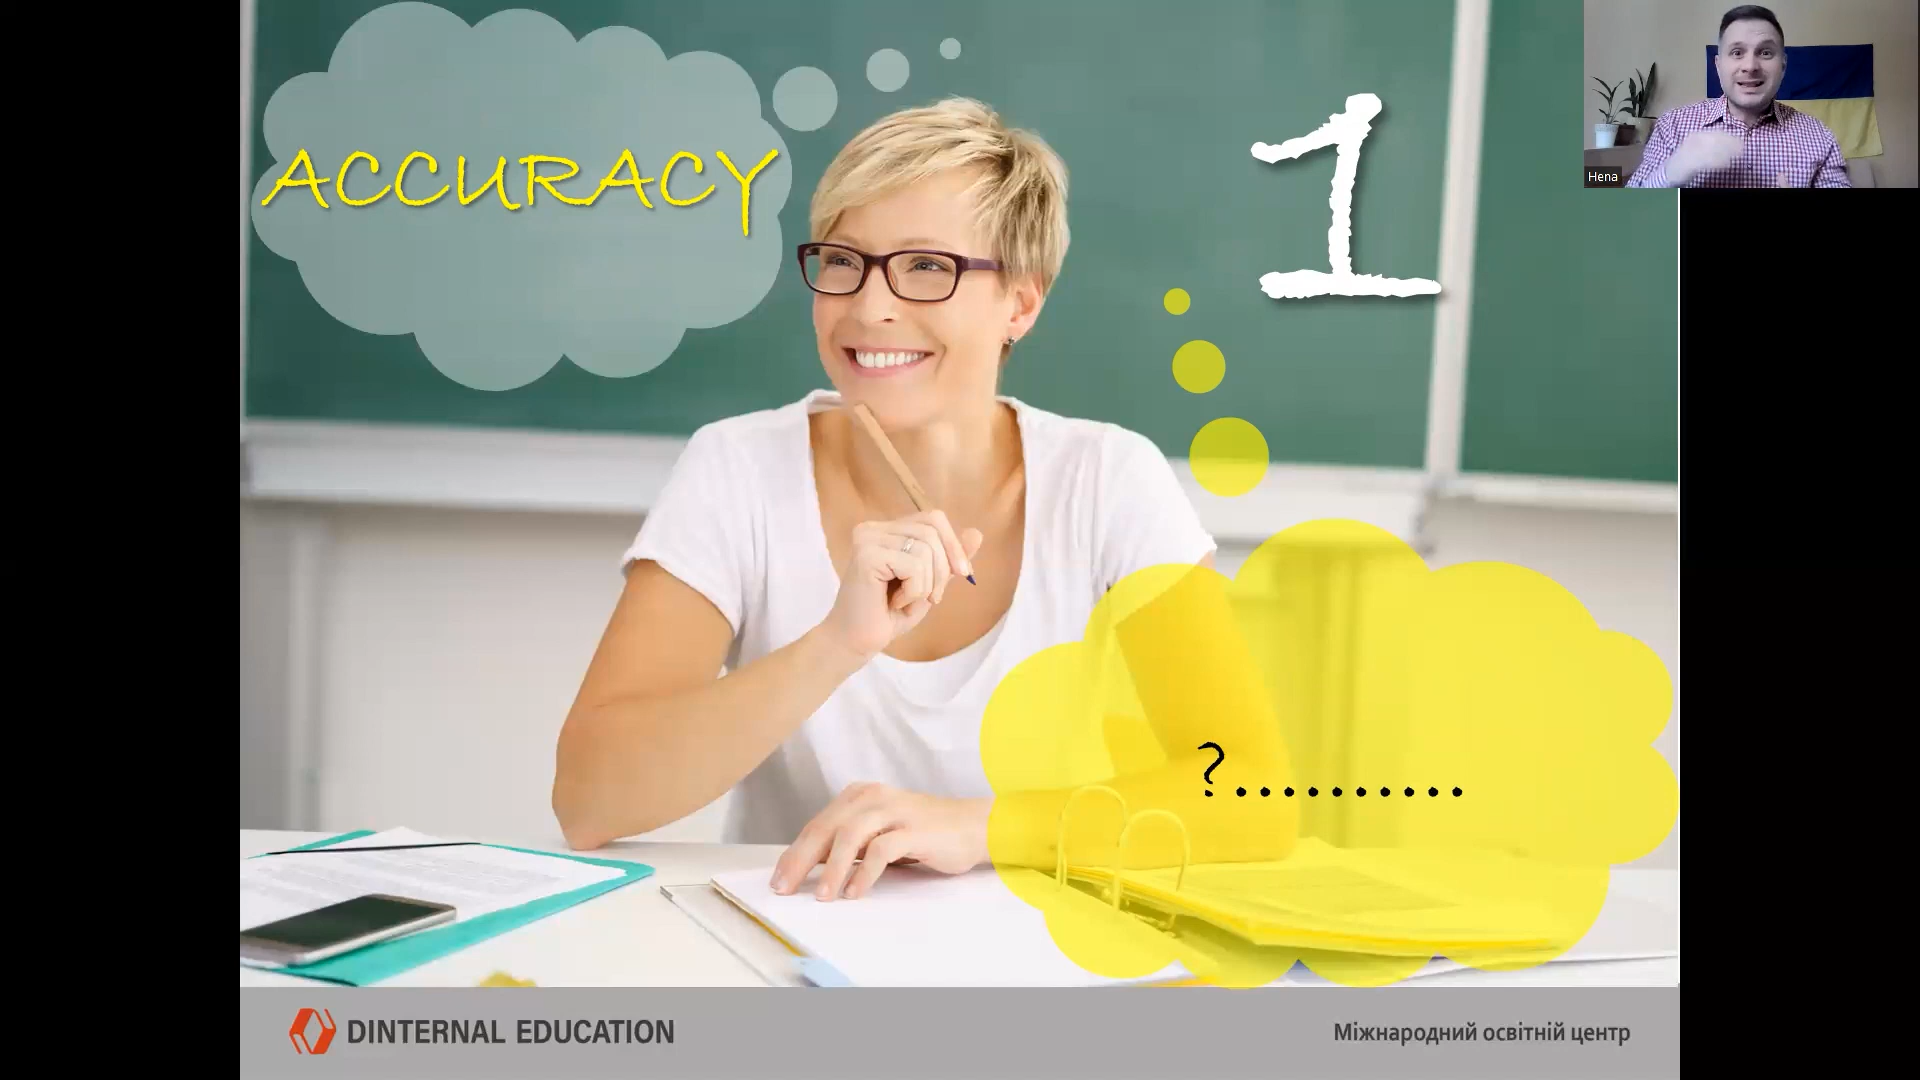 ACCURACY
1
Hena
?..........
DINTERNAL EDUCATION
Міжнародний освітній центр